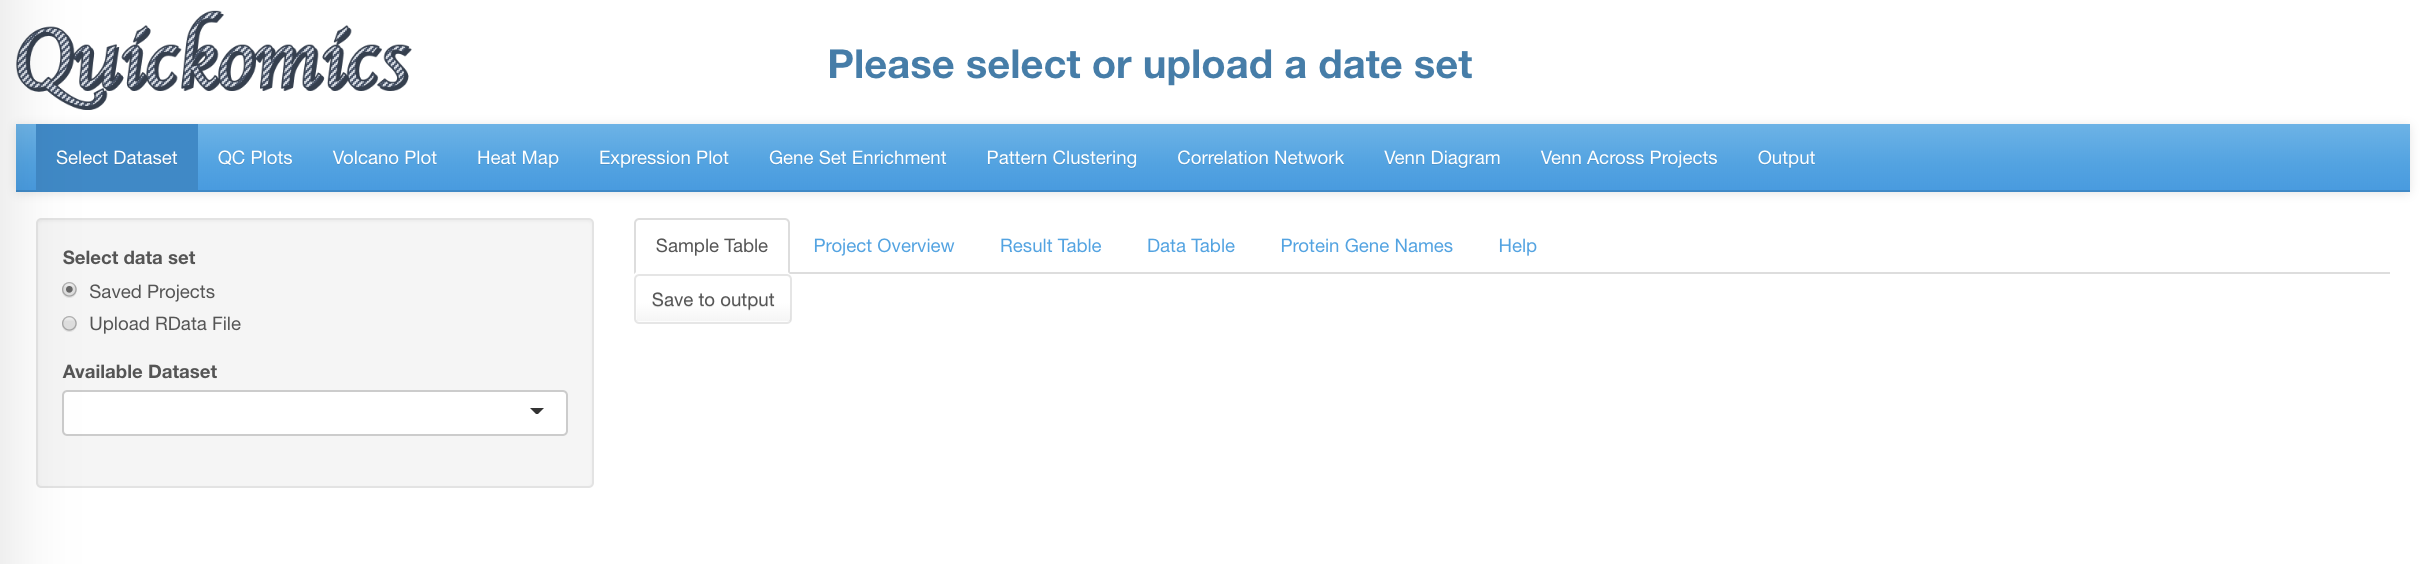 Quickomics
Please select or upload a date set
Select Dataset QC Plots Volcano Plot Heat Map Expression Plot Gene Set Enrichment Pattern Clustering Correlation Network Venn Diagram Venn Across Projects Output
Select data set
Saved Projects
Upload RData File
Available Dataset
Sample Table Project Overview Result Table Data Table Protein Gene Names Help
Save to output